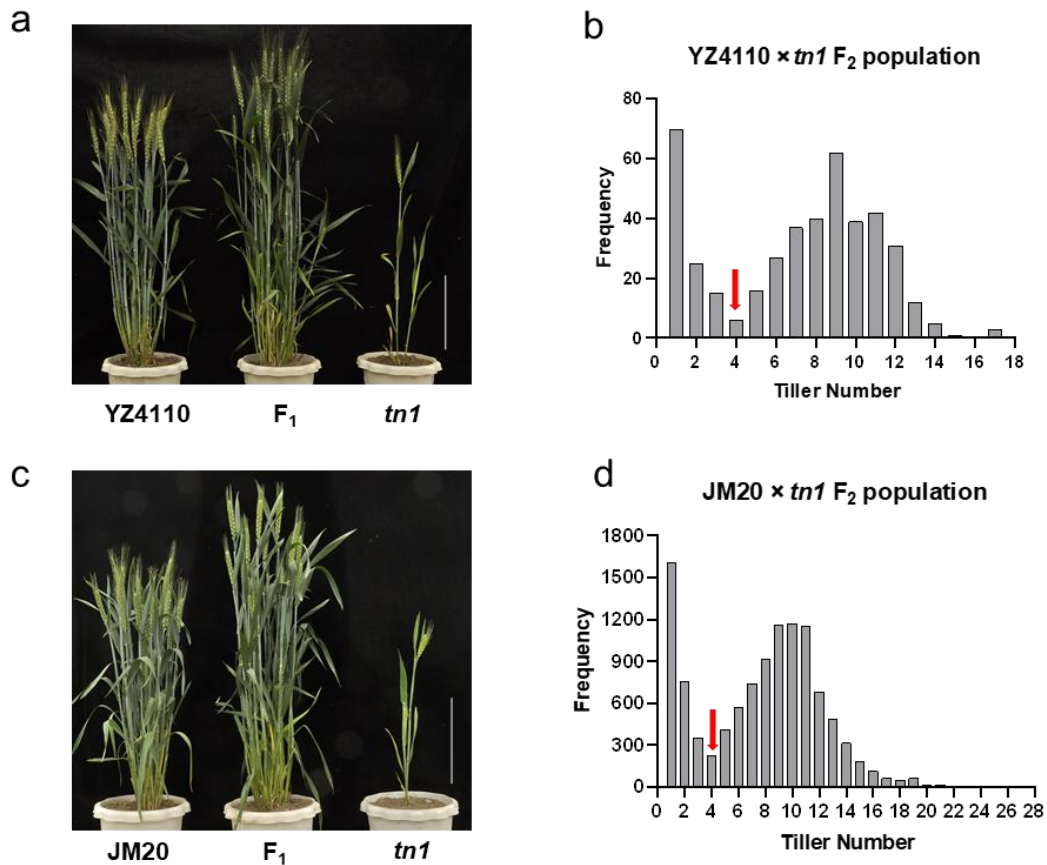 a
YZ4110 F₁ tn1
b
YZ4110 × tn1 F₂ population
Frequency
80
60
40
20
0
0 2 4 6 8 10 12 14 16 18
Tiller Number
c
JM20 F₁ tn1
d
JM20 × tn1 F₂ population
Frequency
1800
1500
1200
900
600
300
0
0 2 4 6 8 10 12 14 16 18 20 22 24 26 28
Tiller Number